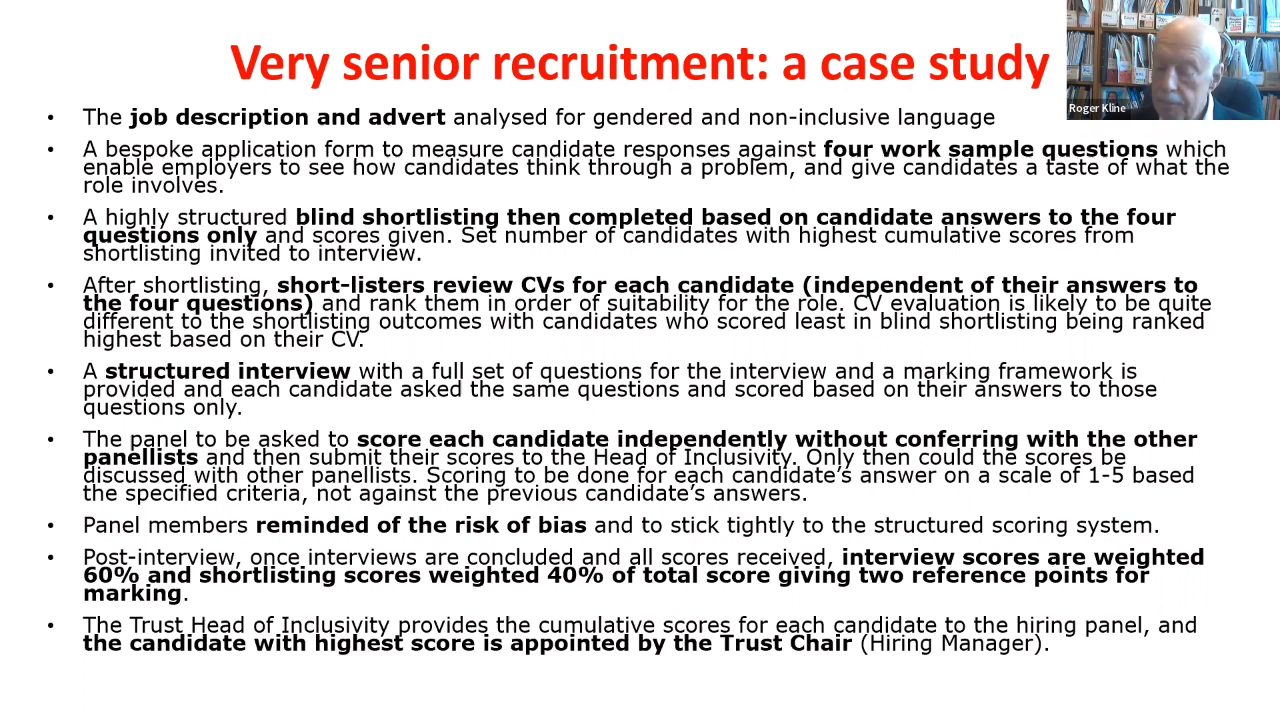 Very senior recruitment: a case study
Roger Kline
• The job description and advert analysed for gendered and non-inclusive language
• A bespoke application form to measure candidate responses against four work sample questions which
enable employers to see how candidates think through a problem, and give candidates a taste of what the
role involves.
• A highly structured blind shortlisting then completed based on candidate answers to the four
questions only and scores given. Set number of candidates with highest cumulative scores from
shortlisting invited to interview.
• After shortlisting, short-listers review CVs for each candidate (independent of their answers to
the four questions) and rank them in order of suitability for the role. CV evaluation is likely to be quite
different to the shortlisting outcomes with candidates who scored least in blind shortlisting being ranked
highest based on their CV.
• A structured interview with a full set of questions for the interview and a marking framework is
provided and each candidate asked the same questions and scored based on their answers to those
questions only.
• The panel to be asked to score each candidate independently without conferring with the other
panellists and then submit their scores to the Head of Inclusivity. Only then could the scores be
discussed with other panellists. Scoring to be done for each candidate’s answer on a scale of 1-5 based
the specified criteria, not against the previous candidate’s answers.
• Panel members reminded of the risk of bias and to stick tightly to the structured scoring system.
• Post-interview, once interviews are concluded and all scores received, interview scores are weighted
60% and shortlisting scores weighted 40% of total score giving two reference points for
marking.
• The Trust Head of Inclusivity provides the cumulative scores for each candidate to the hiring panel, and
the candidate with highest score is appointed by the Trust Chair (Hiring Manager).